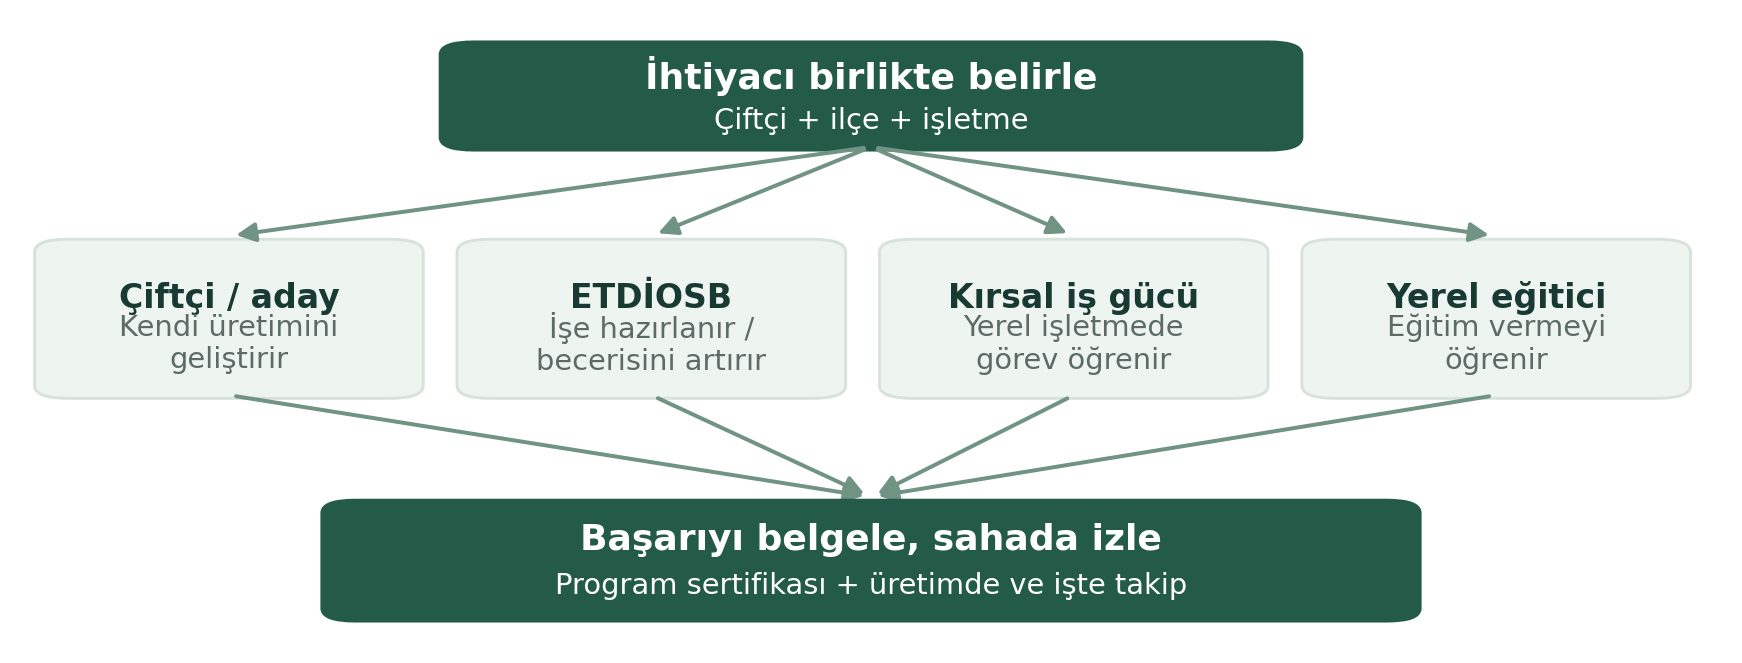 İhtiyacı birlikte belirle
Çiftçi + ilçe + işletme
Çiftçi / aday
Kendi üretimini
geliştirir
ETDİOSB
İşe hazırlanır /
becerisini artırır
Kırsal iş gücü
Yerel işletmede
görev öğrenir
Yerel eğitici
Eğitim vermeyi
öğrenir
Başarıyı belgele, sahada izle
Program sertifikası + üretimde ve işte takip